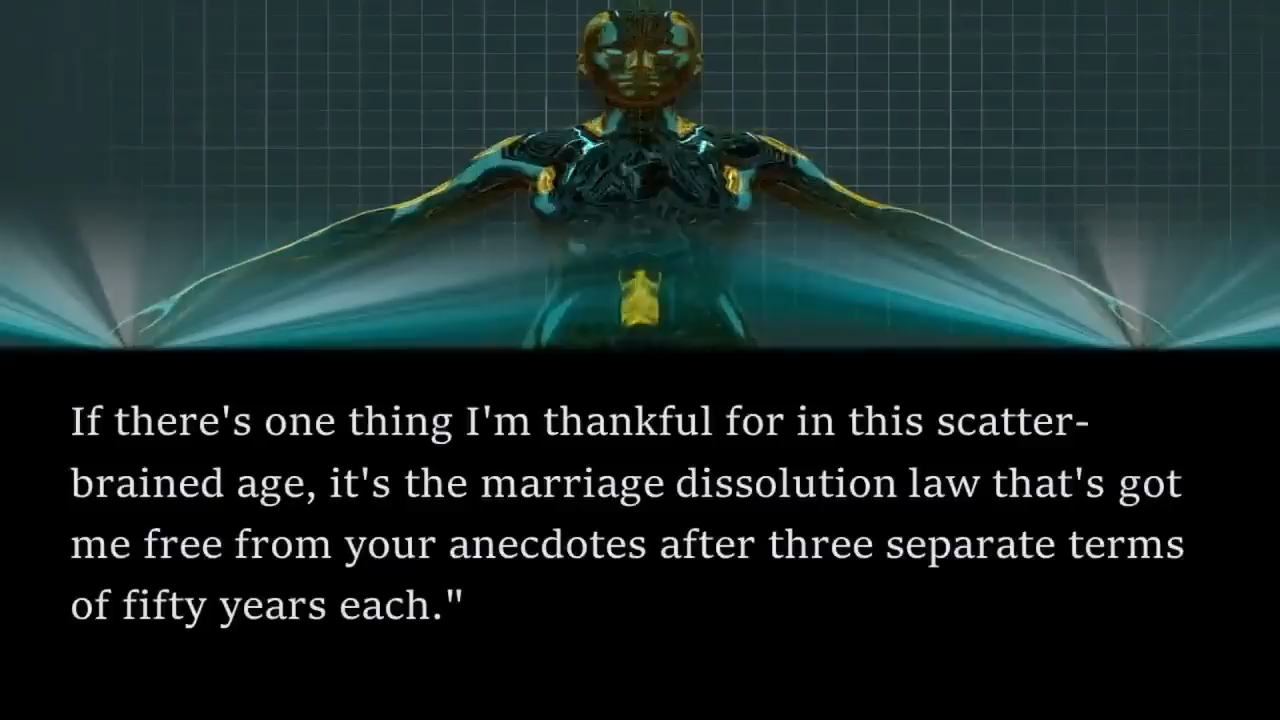 If there's one thing I'm thankful for in this scatter-
brained age, it's the marriage dissolution law that's got
me free from your anecdotes after three separate terms
of fifty years each."